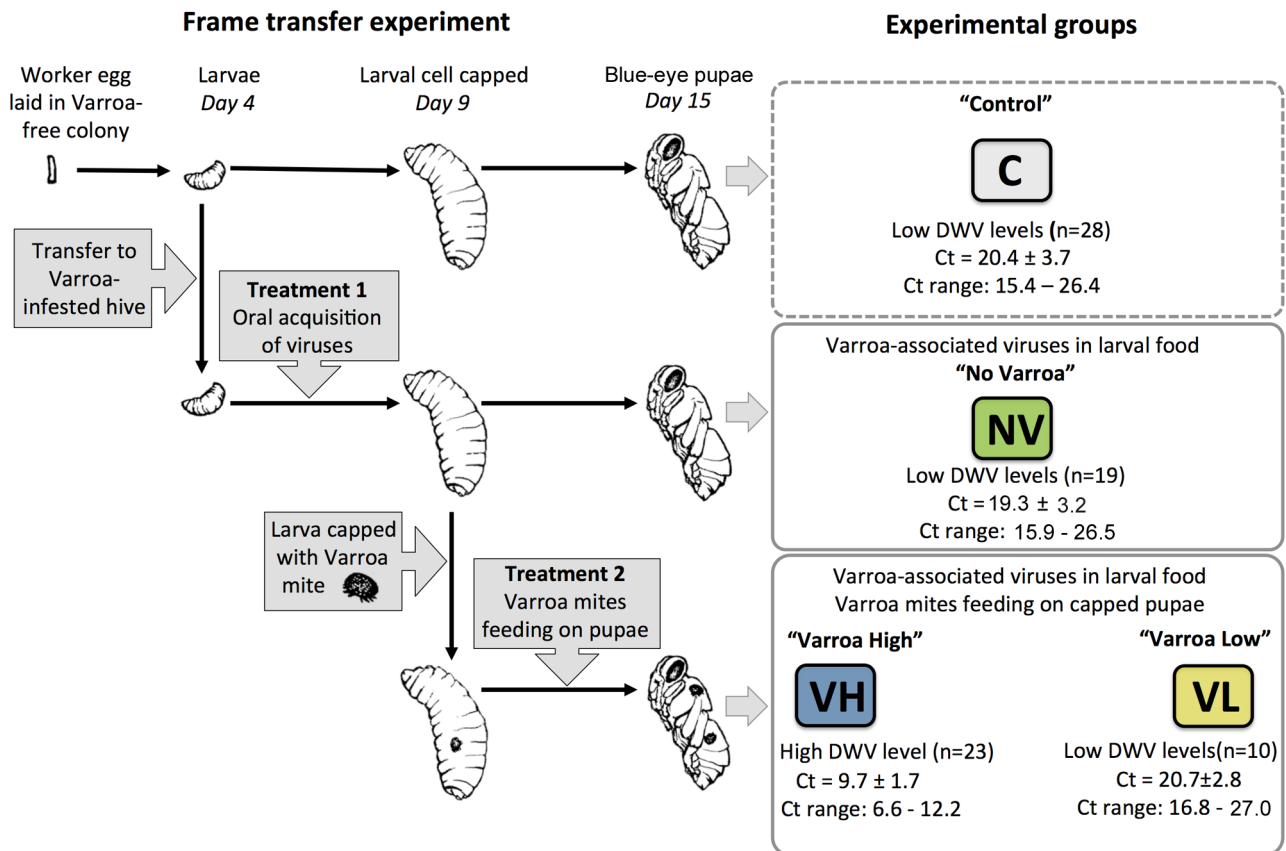 Frame transfer experiment
Experimental groups
Worker egg
laid in Varroa-
free colony
Larvae
Day 4
Larval cell capped
Day 9
Blue-eye pupae
Day 15
"Control"
C
Low DWV levels (n=28)
Ct = 20.4 ± 3.7
Ct range: 15.4 – 26.4
Transfer to
Varroa-
infested hive
Treatment 1
Oral acquisition
of viruses
Varroa-associated viruses in larval food
"No Varroa"
NV
Low DWV levels (n=19)
Ct = 19.3 ± 3.2
Ct range: 15.9 - 26.5
Larva capped
with Varroa
mite
Treatment 2
Varroa mites
feeding on pupae
Varroa-associated viruses in larval food
Varroa mites feeding on capped pupae
"Varroa High"
VH
High DWV level (n=23)
Ct = 9.7 ± 1.7
Ct range: 6.6 - 12.2
"Varroa Low"
VL
Low DWV levels(n=10)
Ct = 20.7±2.8
Ct range: 16.8 - 27.0